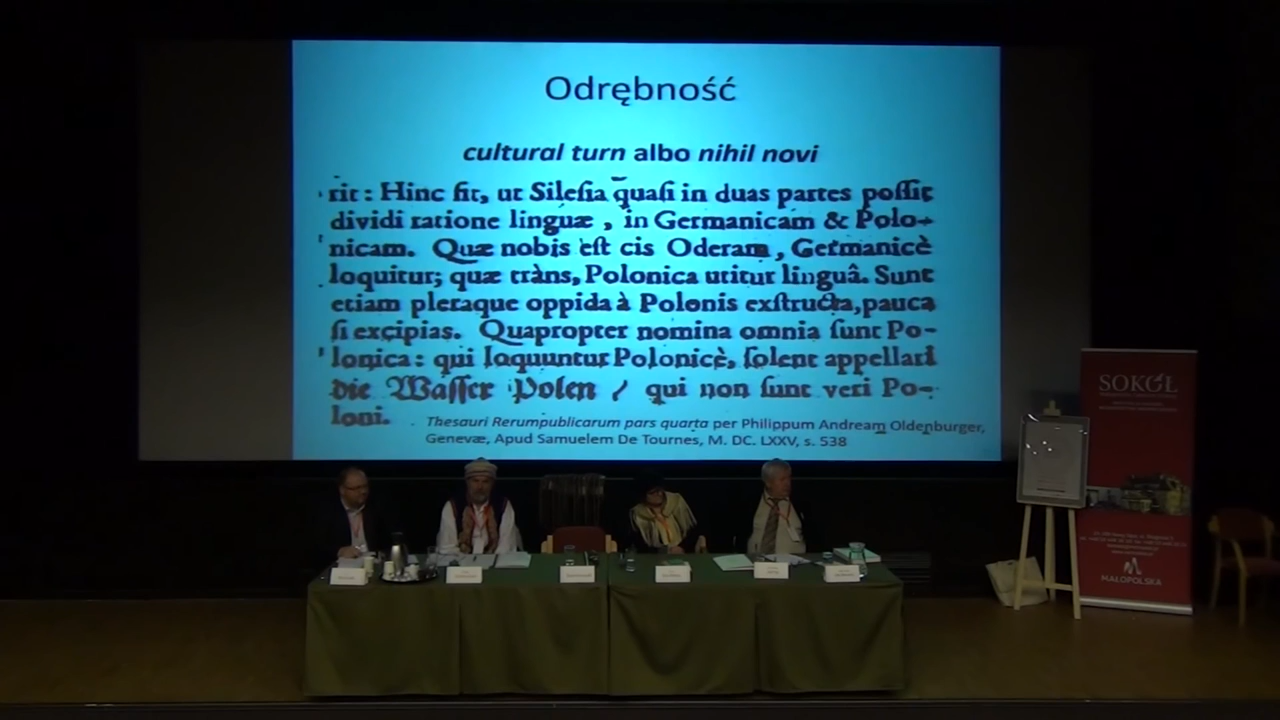 Odrębność
cultural turn albo nihil novi
rit : Hinc fit, ut Silesia quasi in duas partes possit
dividi ratione linguæ , in Germanicam & Polo-
nicam. Quæ nobis est cis Oderam , Germanicè
loquitur; quæ tràns, Polonica utitur linguâ. Sunt
etiam pleraque oppida à Polonis exstructa, pauca
si excipias. Quapropter nomina omnia sunt Po-
lonica : qui loquuntur Polonicè, solent appellari
die Wasser Polen / qui non sunt veri Po-
loni.
Thesauri Rerumpublicarum pars quarta per Philippum Andream Oldenburger,
Genevæ, Apud Samuelem De Tournes, M. DC. LXXV, s. 538
SOKÓŁ
MAŁOPOLSKA